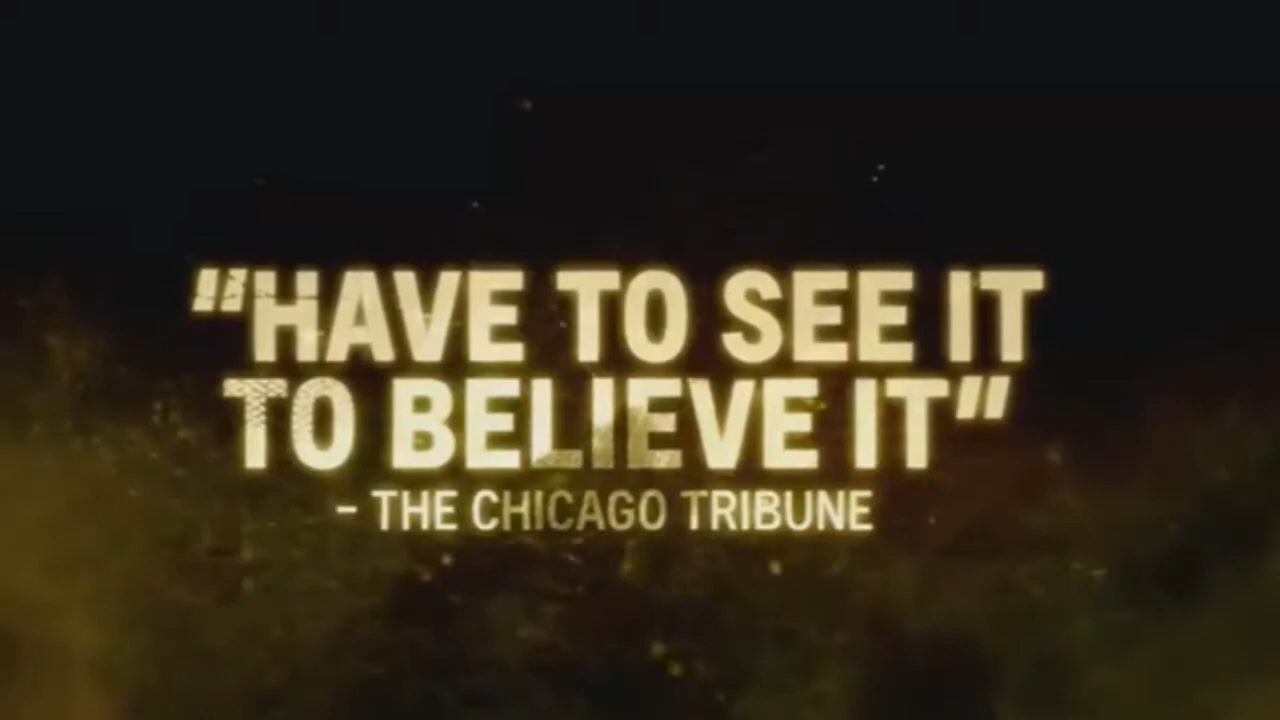 "HAVE TO SEE IT
TO BELIEVE IT"
– THE CHICAGO TRIBUNE